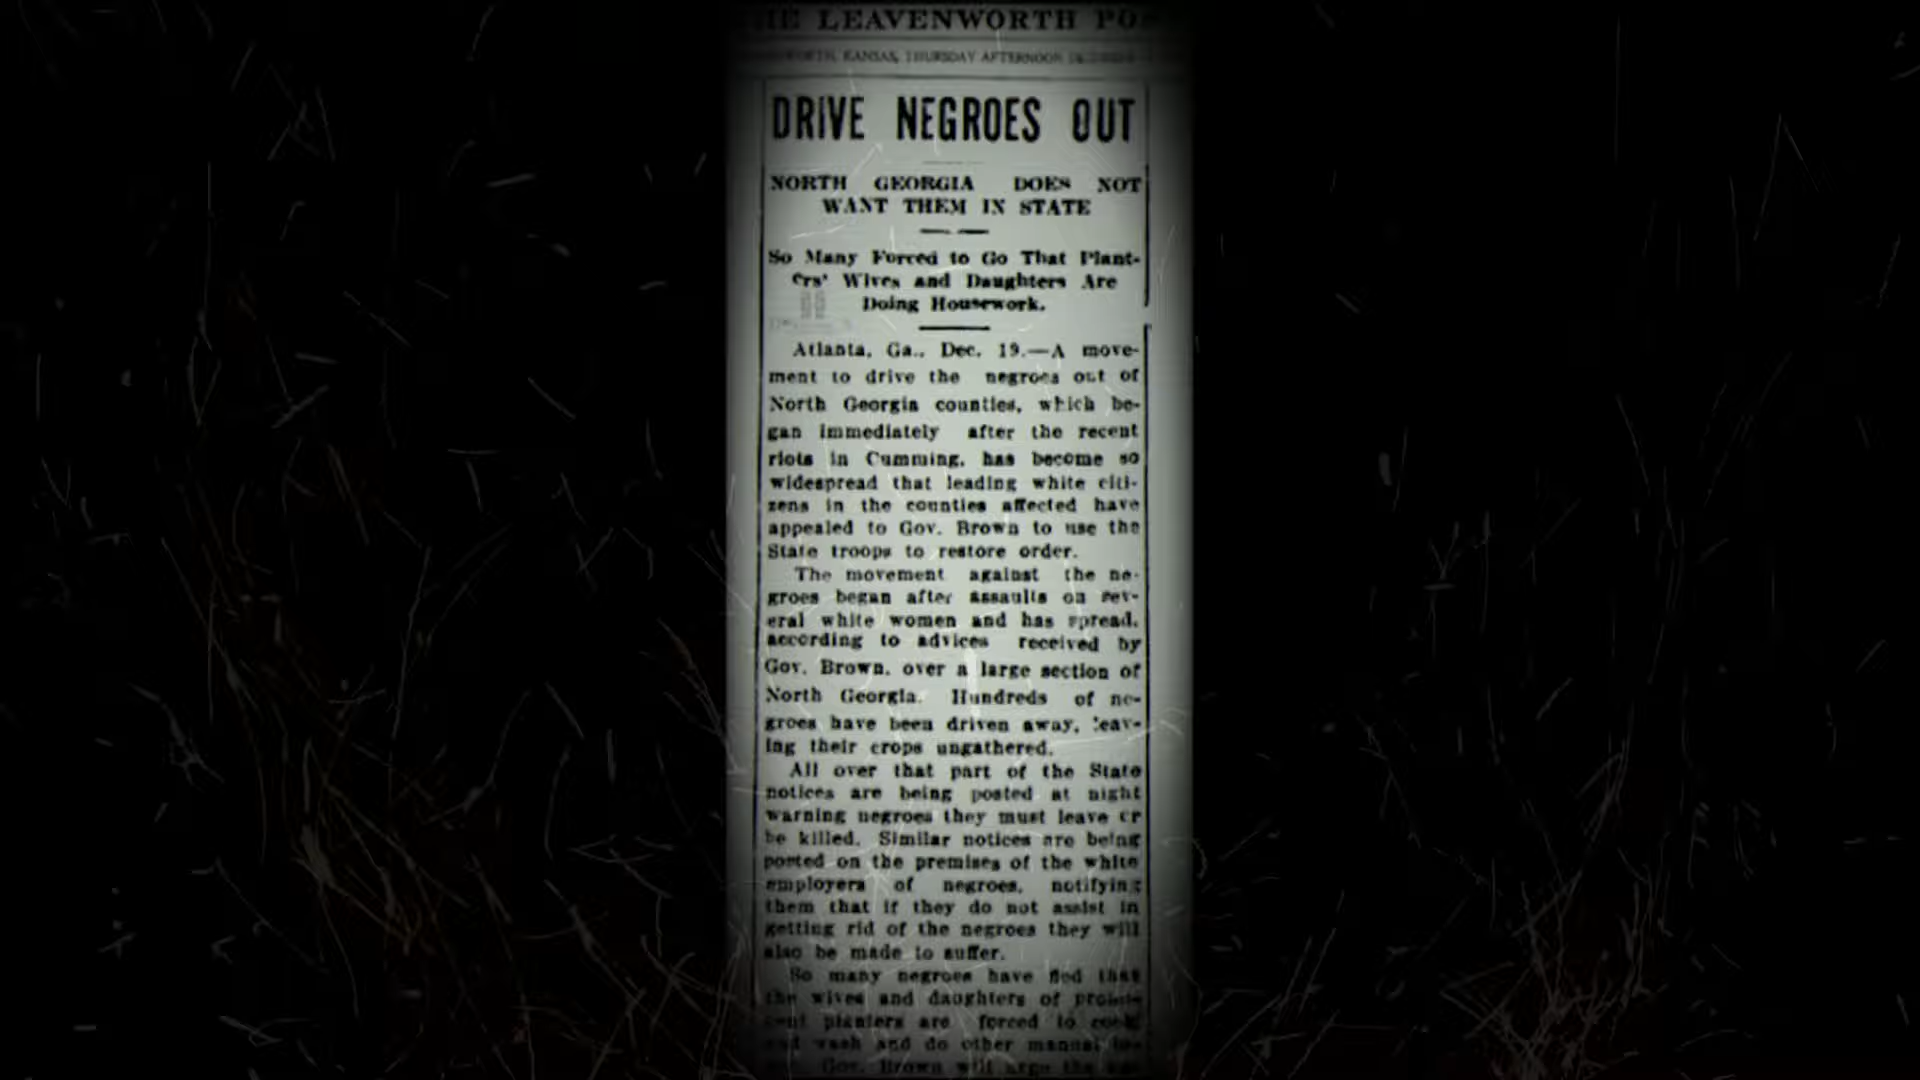 HE LEAVENWORTH PO
WORTH, KANSAS, THURSDAY AFTERNOON
DRIVE NEGROES OUT
NORTH GEORGIA DOES NOT
WANT THEM IN STATE
So Many Forced to Go That Plant-
ers' Wives and Daughters Are
Doing Housework.
Atlanta, Ga., Dec. 19.—A move-
ment to drive the negroes out of
North Georgia counties, which be-
gan immediately after the recent
riots in Cumming, has become so
widespread that leading white citi-
zens in the counties affected have
appealed to Gov. Brown to use the
State troops to restore order.
The movement against the ne-
groes began after assaults on sev-
eral white women and has spread,
according to advices received by
Gov. Brown, over a large section of
North Georgia. Hundreds of ne-
groes have been driven away, leav-
ing their crops ungathered.
All over that part of the State
notices are being posted at night
warning negroes they must leave or
be killed. Similar notices are being
posted on the premises of the white
employers of negroes, notifying
them that if they do not assist in
getting rid of the negroes they will
also be made to suffer.
So many negroes have fled that
the wives and daughters of promi-
nent planters are forced to cook
and wash and do other manual
Gov. Brown will urge the